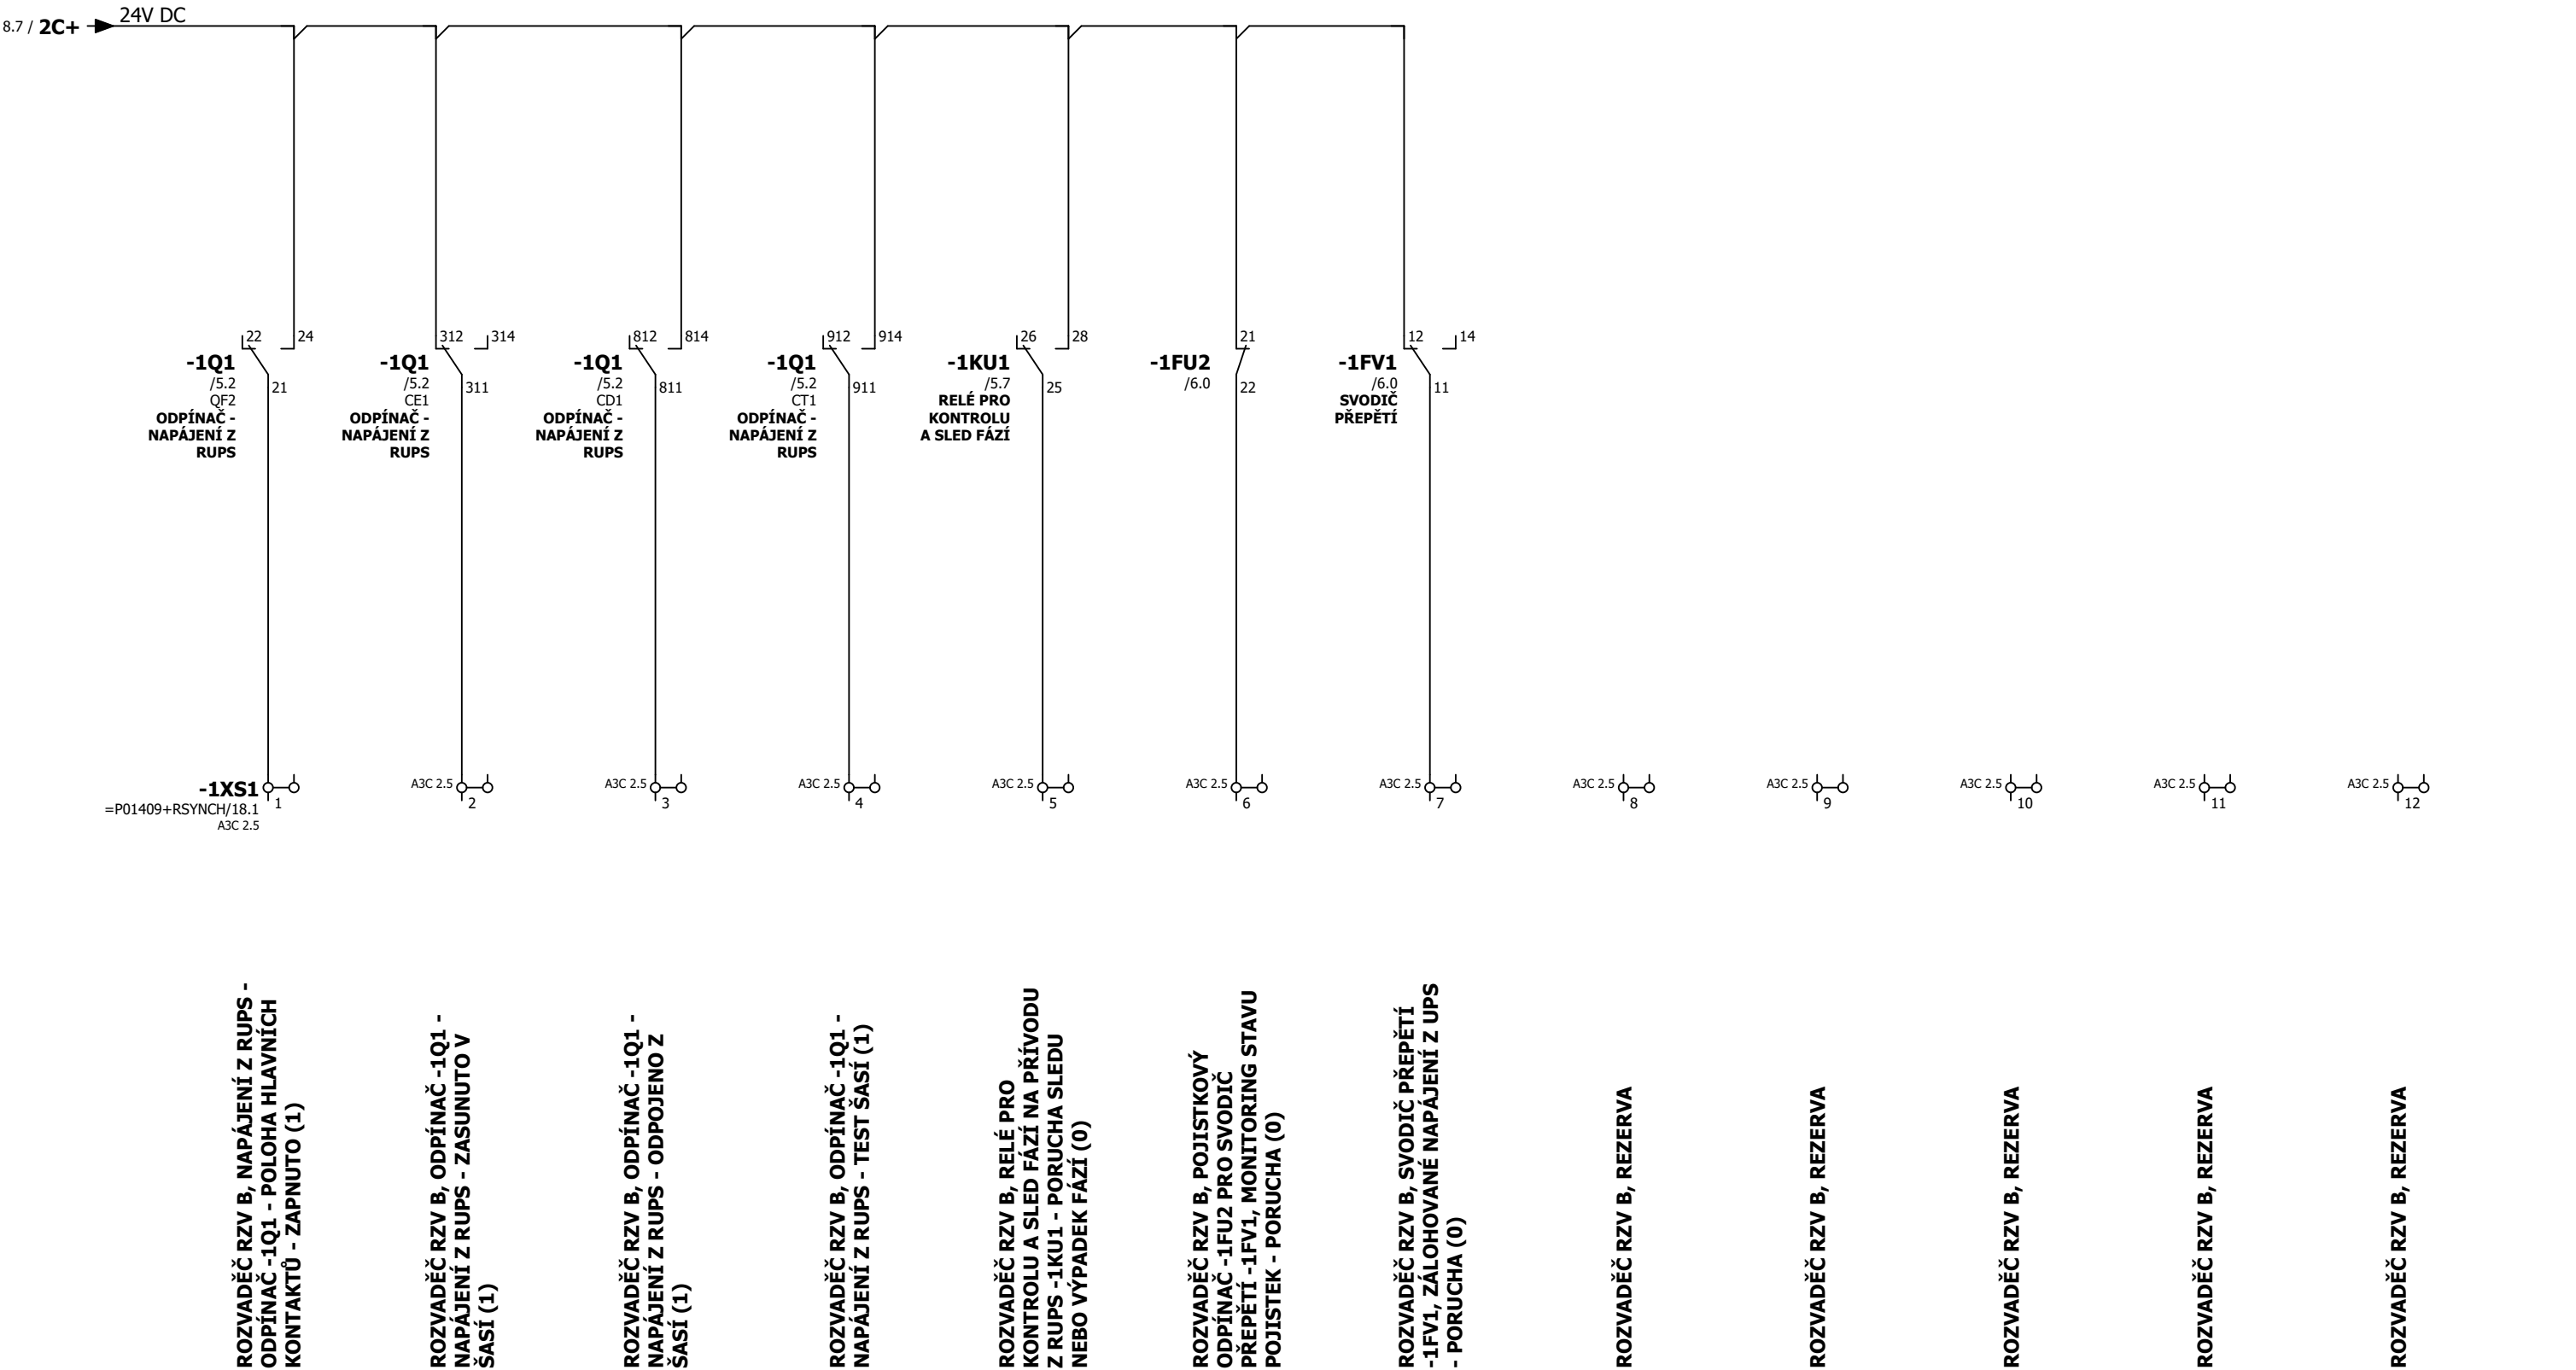 8.7 / 2C+
24V DC
22
24
-1Q1
/5.2
QF2
21
ODPÍNAČ -
NAPÁJENÍ Z
RUPS
312
314
-1Q1
/5.2
CE1
311
ODPÍNAČ -
NAPÁJENÍ Z
RUPS
812
814
-1Q1
/5.2
CD1
811
ODPÍNAČ -
NAPÁJENÍ Z
RUPS
912
914
-1Q1
/5.2
CT1
911
ODPÍNAČ -
NAPÁJENÍ Z
RUPS
26
28
-1KU1
/5.7
25
RELÉ PRO
KONTROLU
A SLED FÁZÍ
21
-1FU2
/6.0
22
12
14
-1FV1
/6.0
11
SVODIČ
PŘEPĚTÍ
-1XS1
=P01409+RSYNCH/18.1
A3C 2.5
1
A3C 2.5
2
A3C 2.5
3
A3C 2.5
4
A3C 2.5
5
A3C 2.5
6
A3C 2.5
7
A3C 2.5
8
A3C 2.5
9
A3C 2.5
10
A3C 2.5
11
A3C 2.5
12
ROZVADĚČ RZV B, NAPÁJENÍ Z RUPS -
ODPÍNAČ -1Q1 - POLOHA HLAVNÍCH
KONTAKTŮ - ZAPNUTO (1)
ROZVADĚČ RZV B, ODPÍNAČ -1Q1 -
NAPÁJENÍ Z RUPS - ZASUNUTO V
ŠASÍ (1)
ROZVADĚČ RZV B, ODPÍNAČ -1Q1 -
NAPÁJENÍ Z RUPS - ODPOJENO Z
ŠASÍ (1)
ROZVADĚČ RZV B, ODPÍNAČ -1Q1 -
NAPÁJENÍ Z RUPS - TEST ŠASÍ (1)
ROZVADĚČ RZV B, RELÉ PRO
KONTROLU A SLED FÁZÍ NA PŘÍVODU
Z RUPS -1KU1 - PORUCHA SLEDU
NEBO VÝPADEK FÁZÍ (0)
ROZVADĚČ RZV B, POJISTKOVÝ
ODPÍNAČ -1FU2 PRO SVODIČ
PŘEPĚTÍ -1FV1, MONITORING STAVU
POJISTEK - PORUCHA (0)
ROZVADĚČ RZV B, SVODIČ PŘEPĚTÍ
-1FV1, ZÁLOHOVANÉ NAPÁJENÍ Z UPS
- PORUCHA (0)
ROZVADĚČ RZV B, REZERVA
ROZVADĚČ RZV B, REZERVA
ROZVADĚČ RZV B, REZERVA
ROZVADĚČ RZV B, REZERVA
ROZVADĚČ RZV B, REZERVA